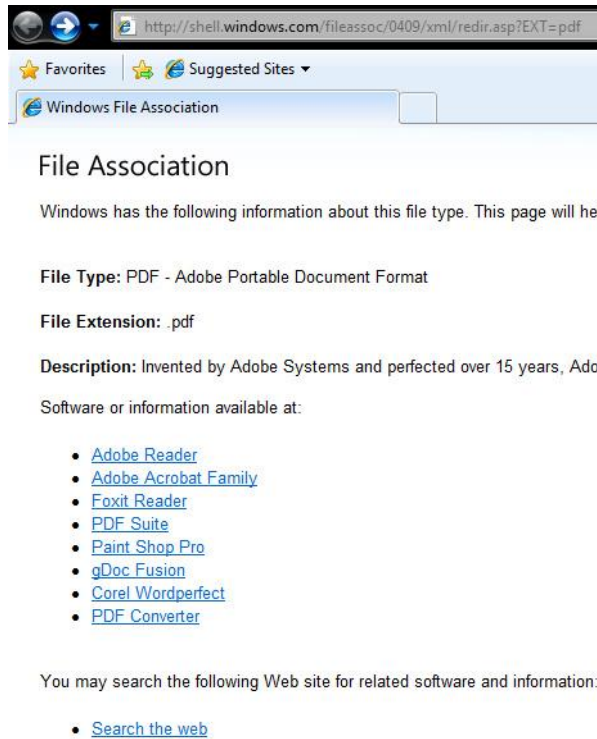 http://shell.windows.com/fileassoc/0409/xml/redir.asp?EXT=pdf
Favorites Suggested Sites
Windows File Association
File Association
Windows has the following information about this file type. This page will he
File Type: PDF - Adobe Portable Document Format
File Extension: .pdf
Description: Invented by Adobe Systems and perfected over 15 years, Ado
Software or information available at:
• Adobe Reader
• Adobe Acrobat Family
• Foxit Reader
• PDF Suite
• Paint Shop Pro
• gDoc Fusion
• Corel Wordperfect
• PDF Converter
You may search the following Web site for related software and information:
• Search the web